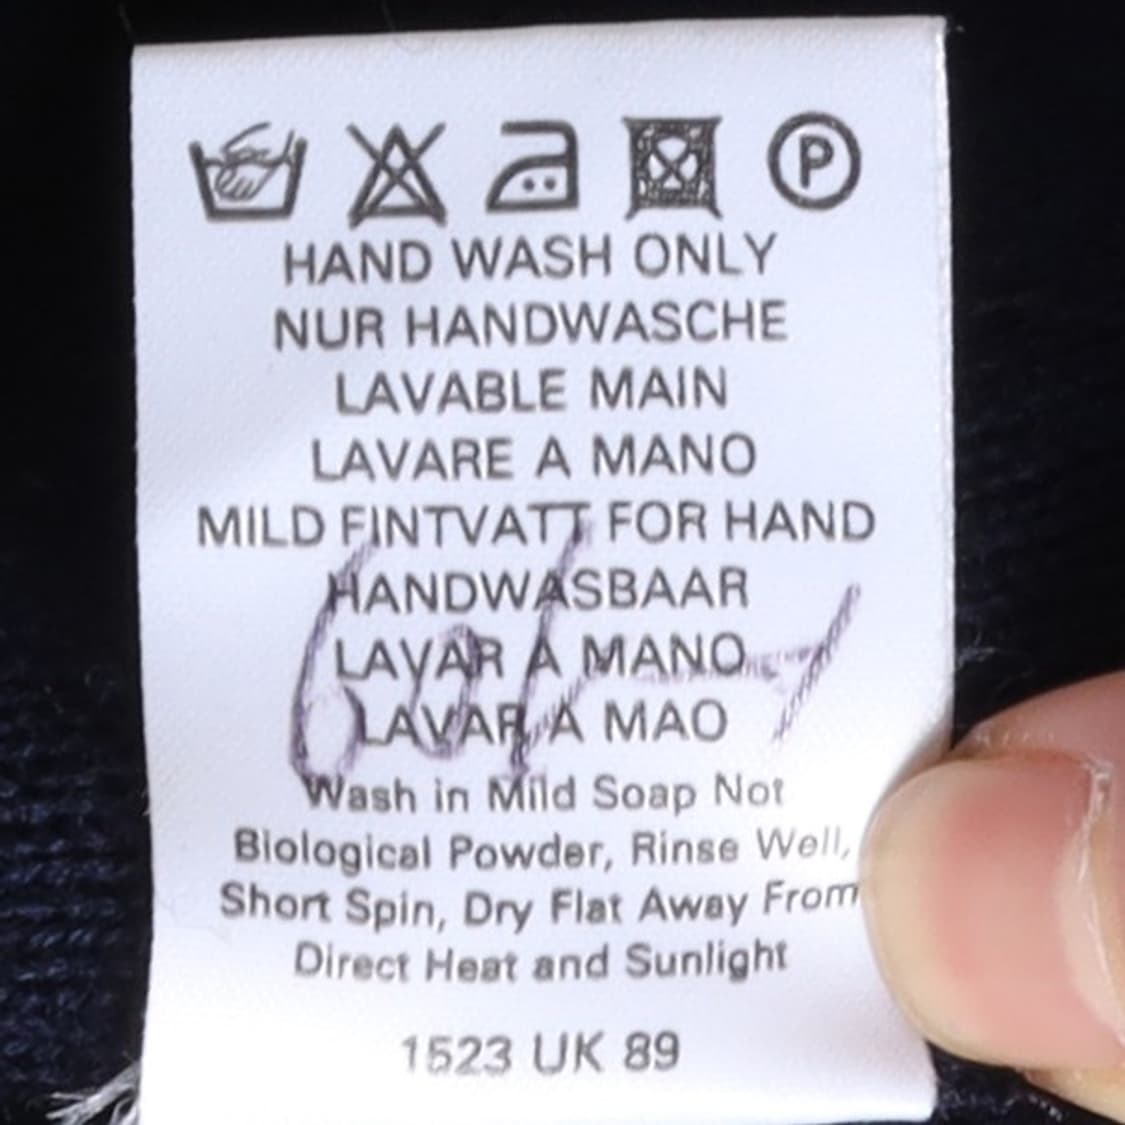 P
HAND WASH ONLY
NUR HANDWASCHE
LAVABLE MAIN
LAVARE A MANO
MILD FINTVATT FOR HAND
HANDWASBAAR
LAVAR A MANO
LAVAR A MAO
Wash in Mild Soap Not
Biological Powder, Rinse Well,
Short Spin, Dry Flat Away From
Direct Heat and Sunlight
1523 UK 89